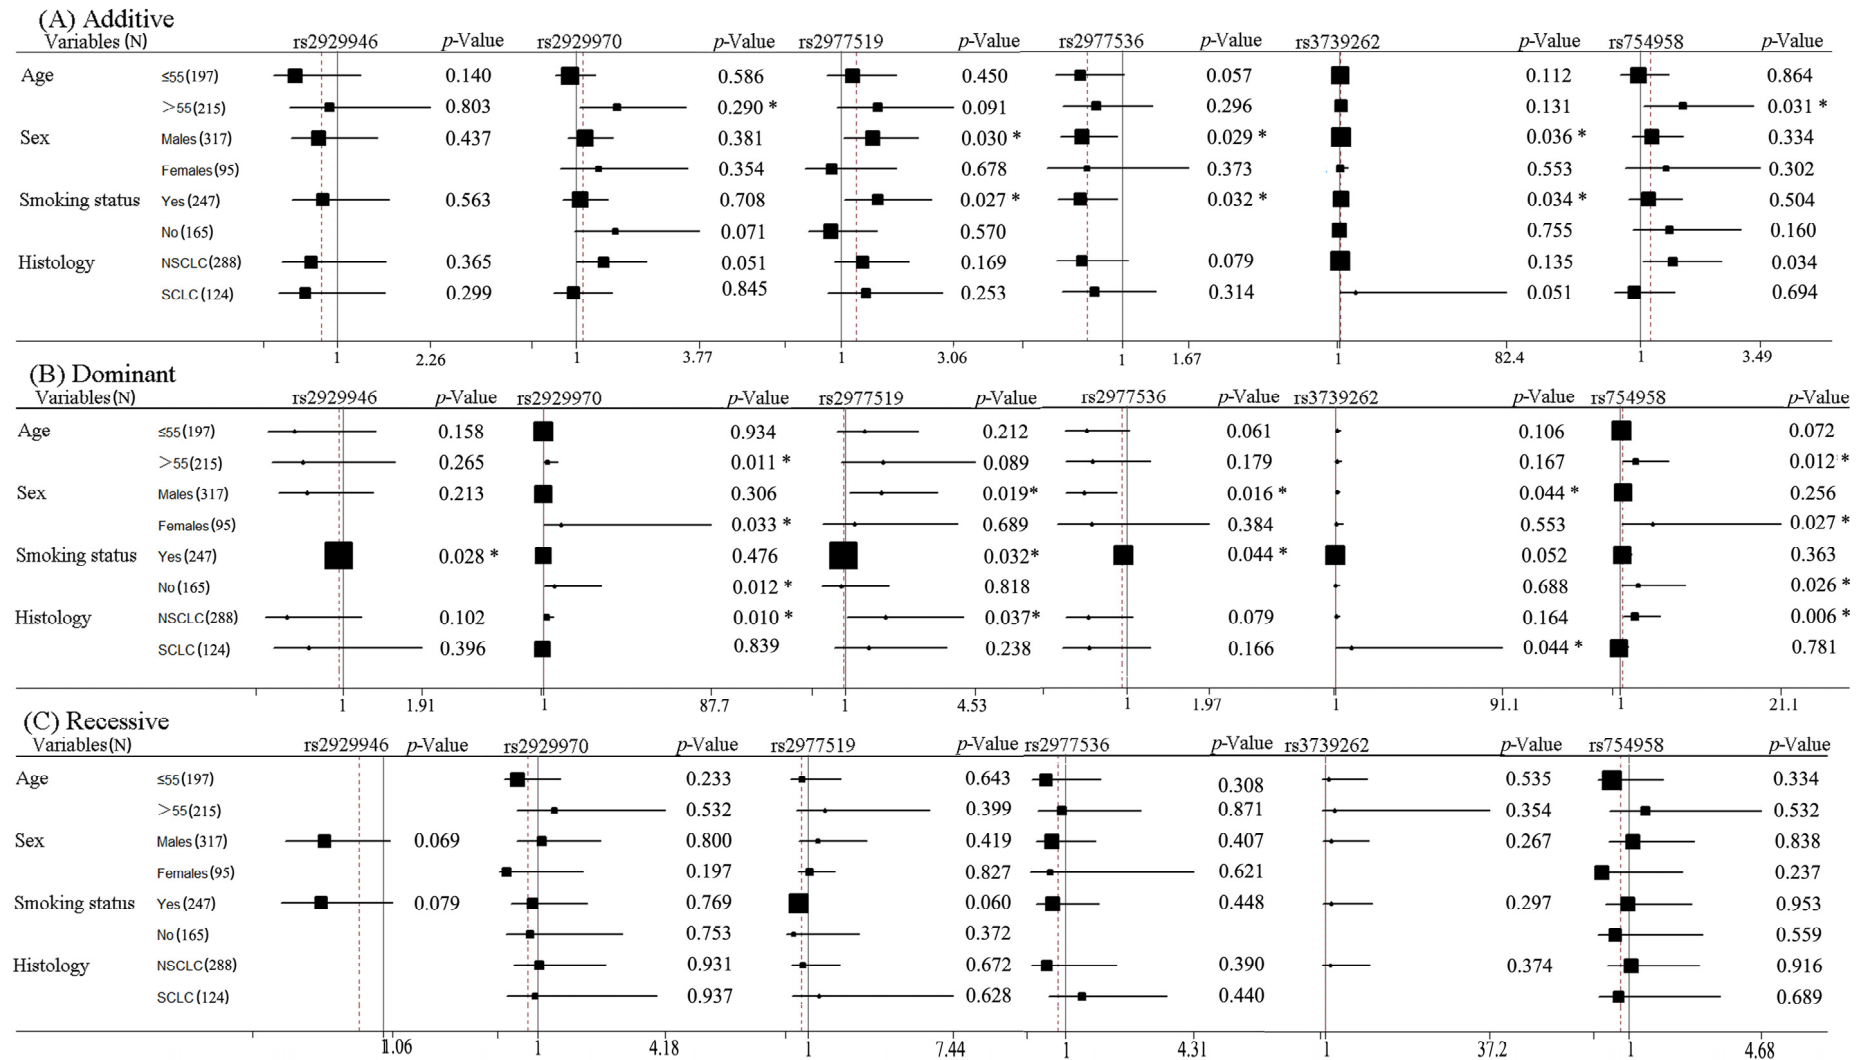 (A) Additive
Variables (N) rs2929946 p-Value rs2929970 p-Value rs2977519 p-Value rs2977536 p-Value rs3739262 p-Value rs754958 p-Value
Age ≤55(197) 0.140 0.586 0.450 0.057 0.112 0.864
>55(215) 0.803 0.290 * 0.091 0.296 0.131 0.031 *
Sex Males(317) 0.437 0.381 0.030 * 0.029 * 0.036 * 0.334
Females(95) 0.354 0.678 0.373 0.553 0.302
Smoking status Yes(247) 0.563 0.708 0.027 * 0.032 * 0.034 * 0.504
No(165) 0.071 0.570 0.755 0.160
Histology NSCLC(288) 0.365 0.051 0.169 0.079 0.135 0.034
SCLC(124) 0.299 0.845 0.253 0.314 0.051 0.694
1 2.26 1 3.77 1 3.06 1 1.67 1 82.4 1 3.49
(B) Dominant
Variables(N) rs2929946 p-Value rs2929970 p-Value rs2977519 p-Value rs2977536 p-Value rs3739262 p-Value rs754958 p-Value
Age ≤55(197) 0.158 0.934 0.212 0.061 0.106 0.072
>55(215) 0.265 0.011 * 0.089 0.179 0.167 0.012 *
Sex Males(317) 0.213 0.306 0.019* 0.016 * 0.044 * 0.256
Females(95) 0.033 * 0.689 0.384 0.553 0.027 *
Smoking status Yes(247) 0.028 * 0.476 0.032* 0.044 * 0.052 0.363
No(165) 0.012 * 0.818 0.688 0.026 *
Histology NSCLC(288) 0.102 0.010 * 0.037* 0.079 0.164 0.006 *
SCLC(124) 0.396 0.839 0.238 0.166 0.044 * 0.781
1 1.91 1 87.7 1 4.53 1 1.97 1 91.1 1 21.1
(C) Recessive
Variables(N) rs2929946 p-Value rs2929970 p-Value rs2977519 p-Value rs2977536 p-Value rs3739262 p-Value rs754958 p-Value
Age ≤55(197) 0.233 0.643 0.308 0.535 0.334
>55(215) 0.532 0.399 0.871 0.354 0.532
Sex Males(317) 0.069 0.800 0.419 0.407 0.267 0.838
Females(95) 0.197 0.827 0.621 0.237
Smoking status Yes(247) 0.079 0.769 0.060 0.448 0.297 0.953
No(165) 0.753 0.372 0.559
Histology NSCLC(288) 0.931 0.672 0.390 0.374 0.916
SCLC(124) 0.937 0.628 0.440 0.689
1 1.06 1 4.18 1 7.44 1 4.31 1 37.2 1 4.68